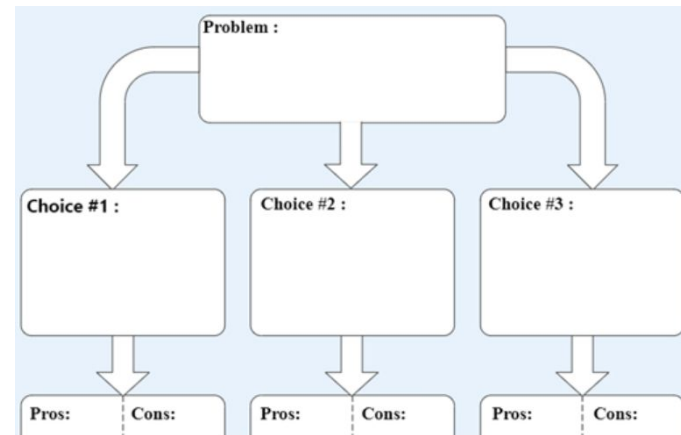 Problem :
Choice #1 :
Choice #2 :
Choice #3 :
Pros:
Cons:
Pros:
Cons:
Pros:
Cons: